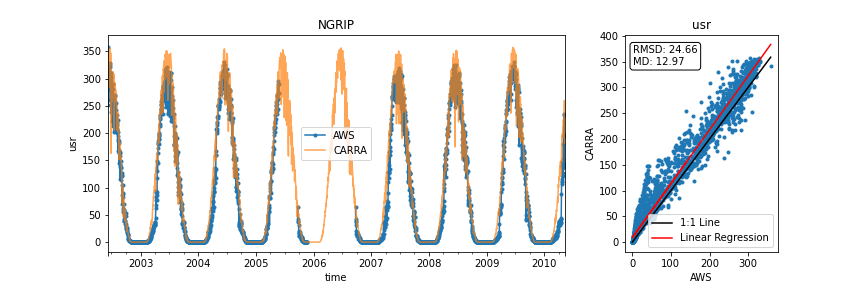 NGRIP
usr
350
300
250
200
150
100
50
0
usr
AWS
CARRA
2003 2004 2005 2006 2007 2008 2009 2010
time
usr
RMSD: 24.66
MD: 12.97
400
350
300
250
200
150
100
50
0
CARRA
1:1 Line
Linear Regression
0 100 200 300
AWS